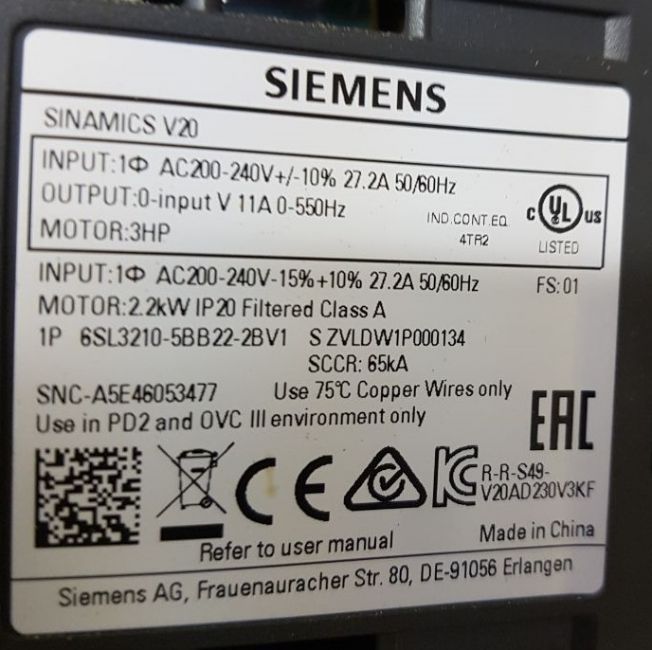 SIEMENS
SINAMICS V20
INPUT:1Φ AC200-240V+/-10% 27.2A 50/60Hz
OUTPUT:0-input V 11A 0-550Hz
MOTOR:3HP
IND.CONT.EQ.
4TR2
c UL us
LISTED
INPUT:1Φ AC200-240V-15%+10% 27.2A 50/60Hz
FS:01
MOTOR:2.2kW IP20 Filtered Class A
1P 6SL3210-5BB22-2BV1 S ZVLDW1P000134
SCCR: 65kA
SNC-A5E46053477 Use 75℃ Copper Wires only
Use in PD2 and OVC III environment only
EAC
CE
KC
R-R-S49-
V20AD230V3KF
Refer to user manual
Made in China
Siemens AG, Frauenauracher Str. 80, DE-91056 Erlangen